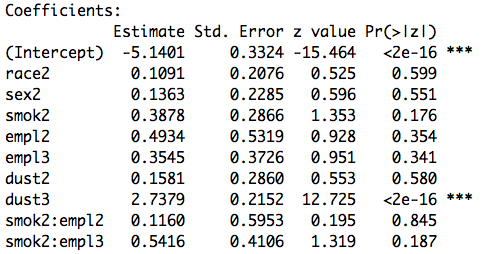 Coefficients:
Estimate Std. Error z value Pr(>|z|)
(Intercept) -5.1401 0.3324 -15.464 <2e-16 ***
race2 0.1091 0.2076 0.525 0.599
sex2 0.1363 0.2285 0.596 0.551
smok2 0.3878 0.2866 1.353 0.176
empl2 0.4934 0.5319 0.928 0.354
empl3 0.3545 0.3726 0.951 0.341
dust2 0.1581 0.2860 0.553 0.580
dust3 2.7379 0.2152 12.725 <2e-16 ***
smok2:empl2 0.1160 0.5953 0.195 0.845
smok2:empl3 0.5416 0.4106 1.319 0.187